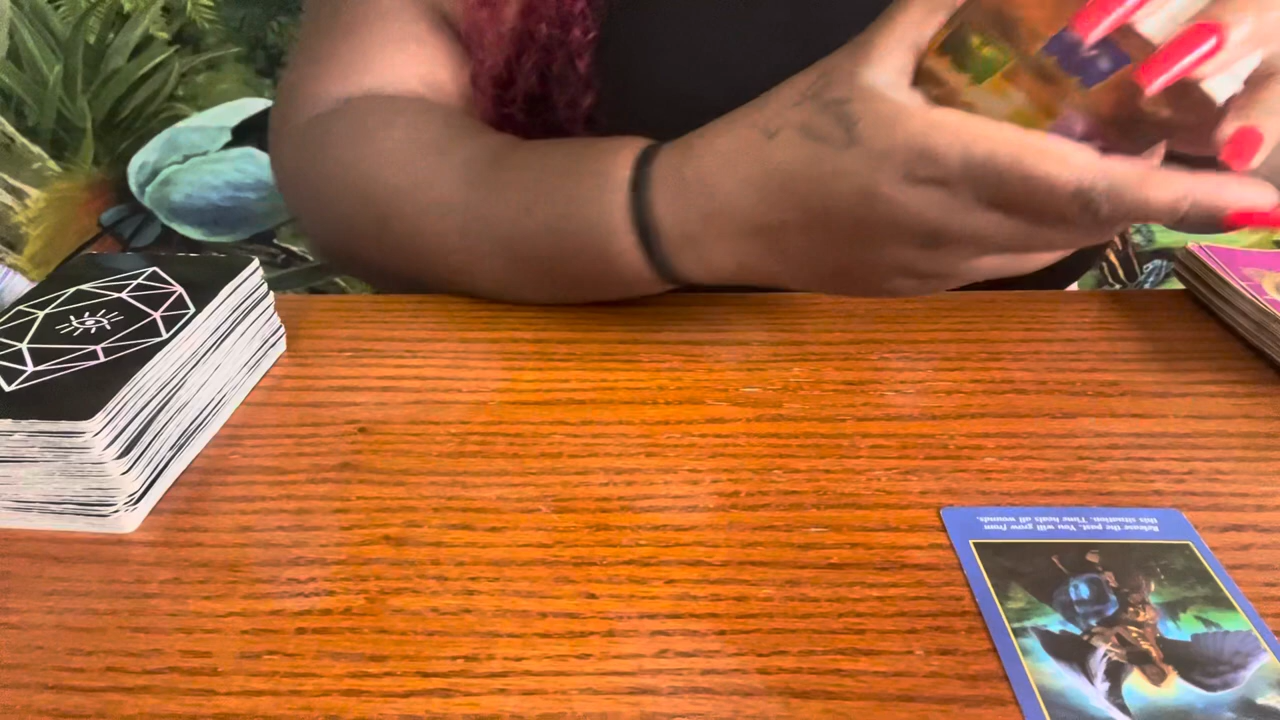 Release the past. You will grow from
this situation. Time heals all wounds.